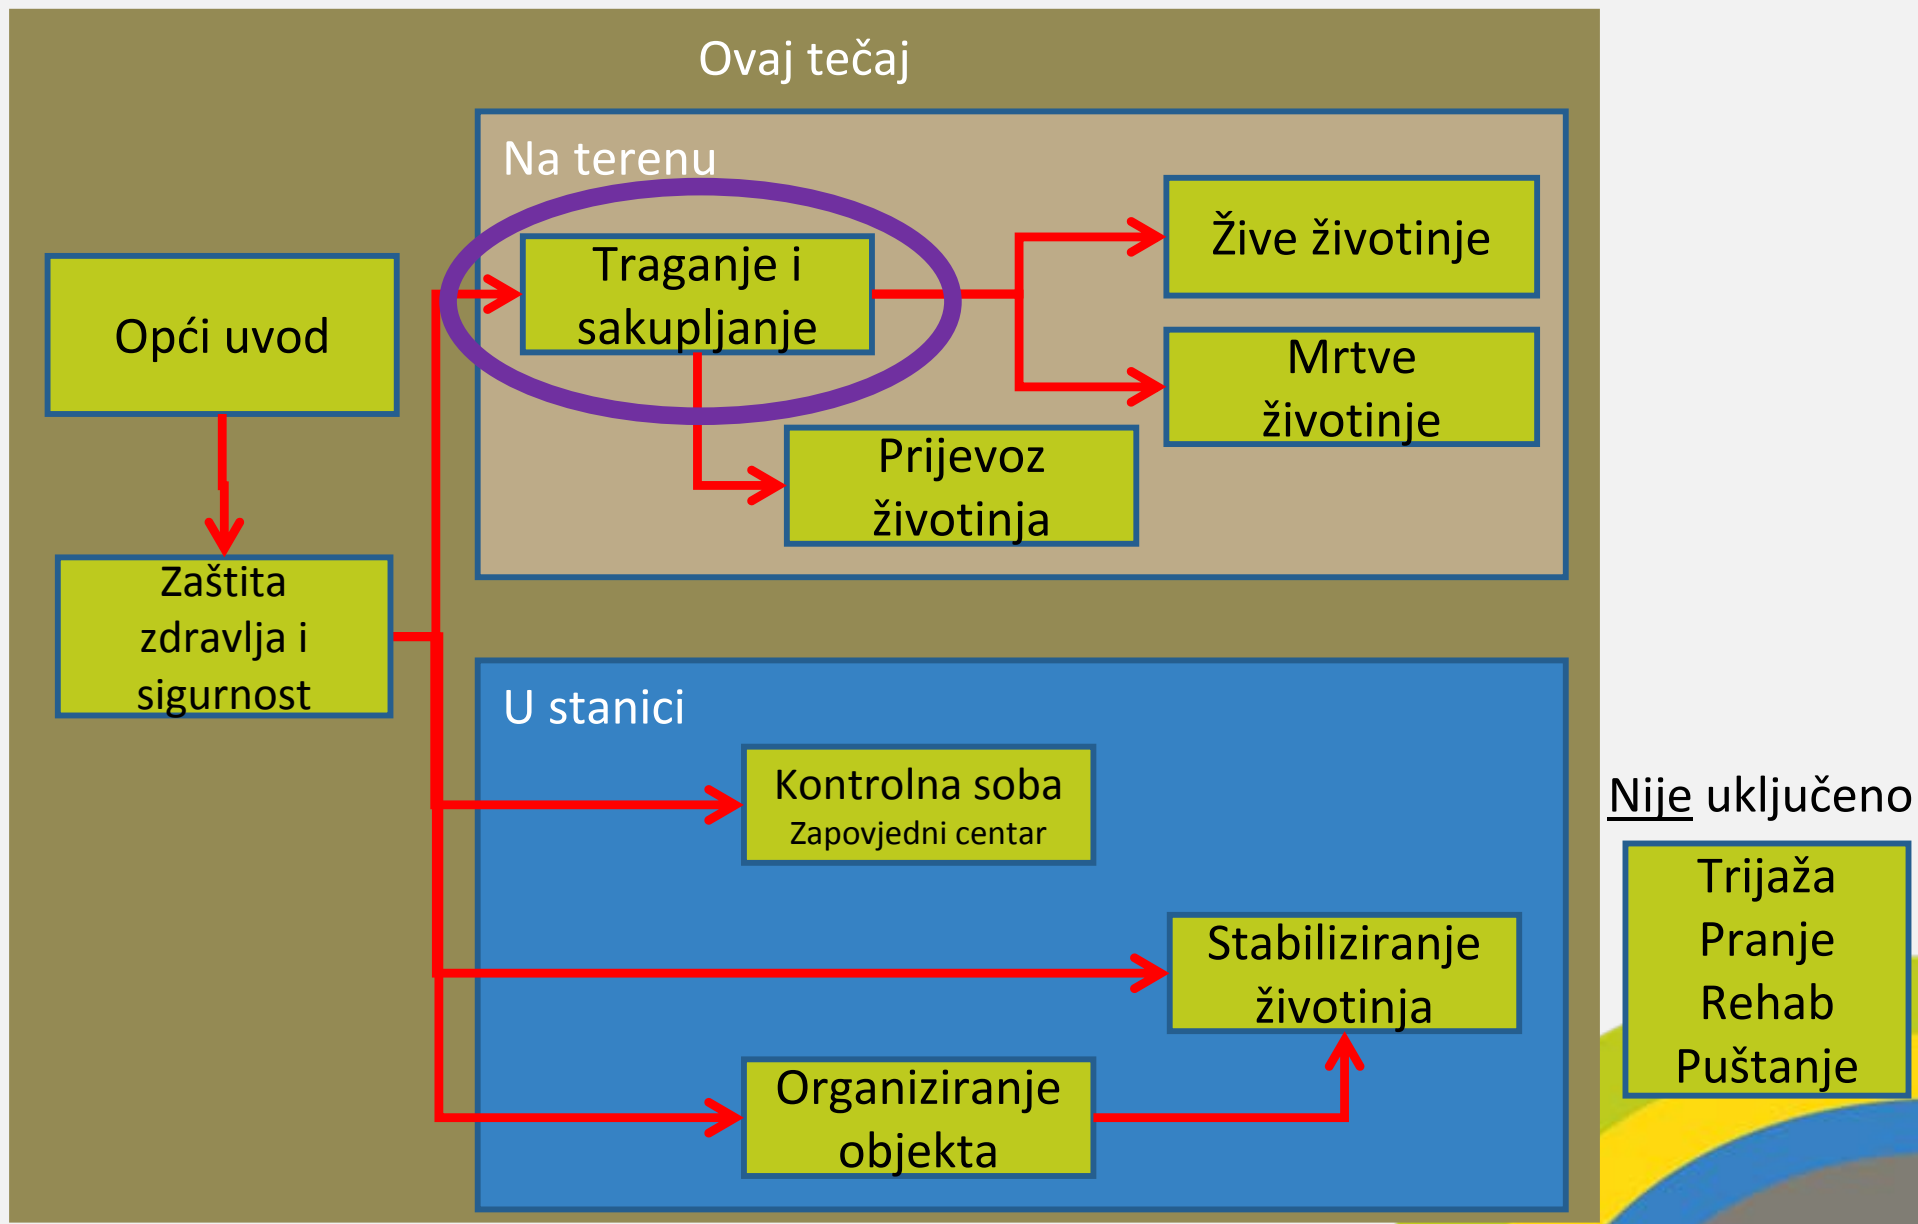 Ovaj tečaj
Na terenu
Traganje i
sakupljanje
Žive životinje
Mrtve
životinje
Prijevoz
životinja
Opći uvod
Zaštita
zdravlja i
sigurnost
U stanici
Kontrolna soba
Zapovjedni centar
Stabiliziranje
životinja
Organiziranje
objekta
Nije uključeno
Trijaža
Pranje
Rehab
Puštanje